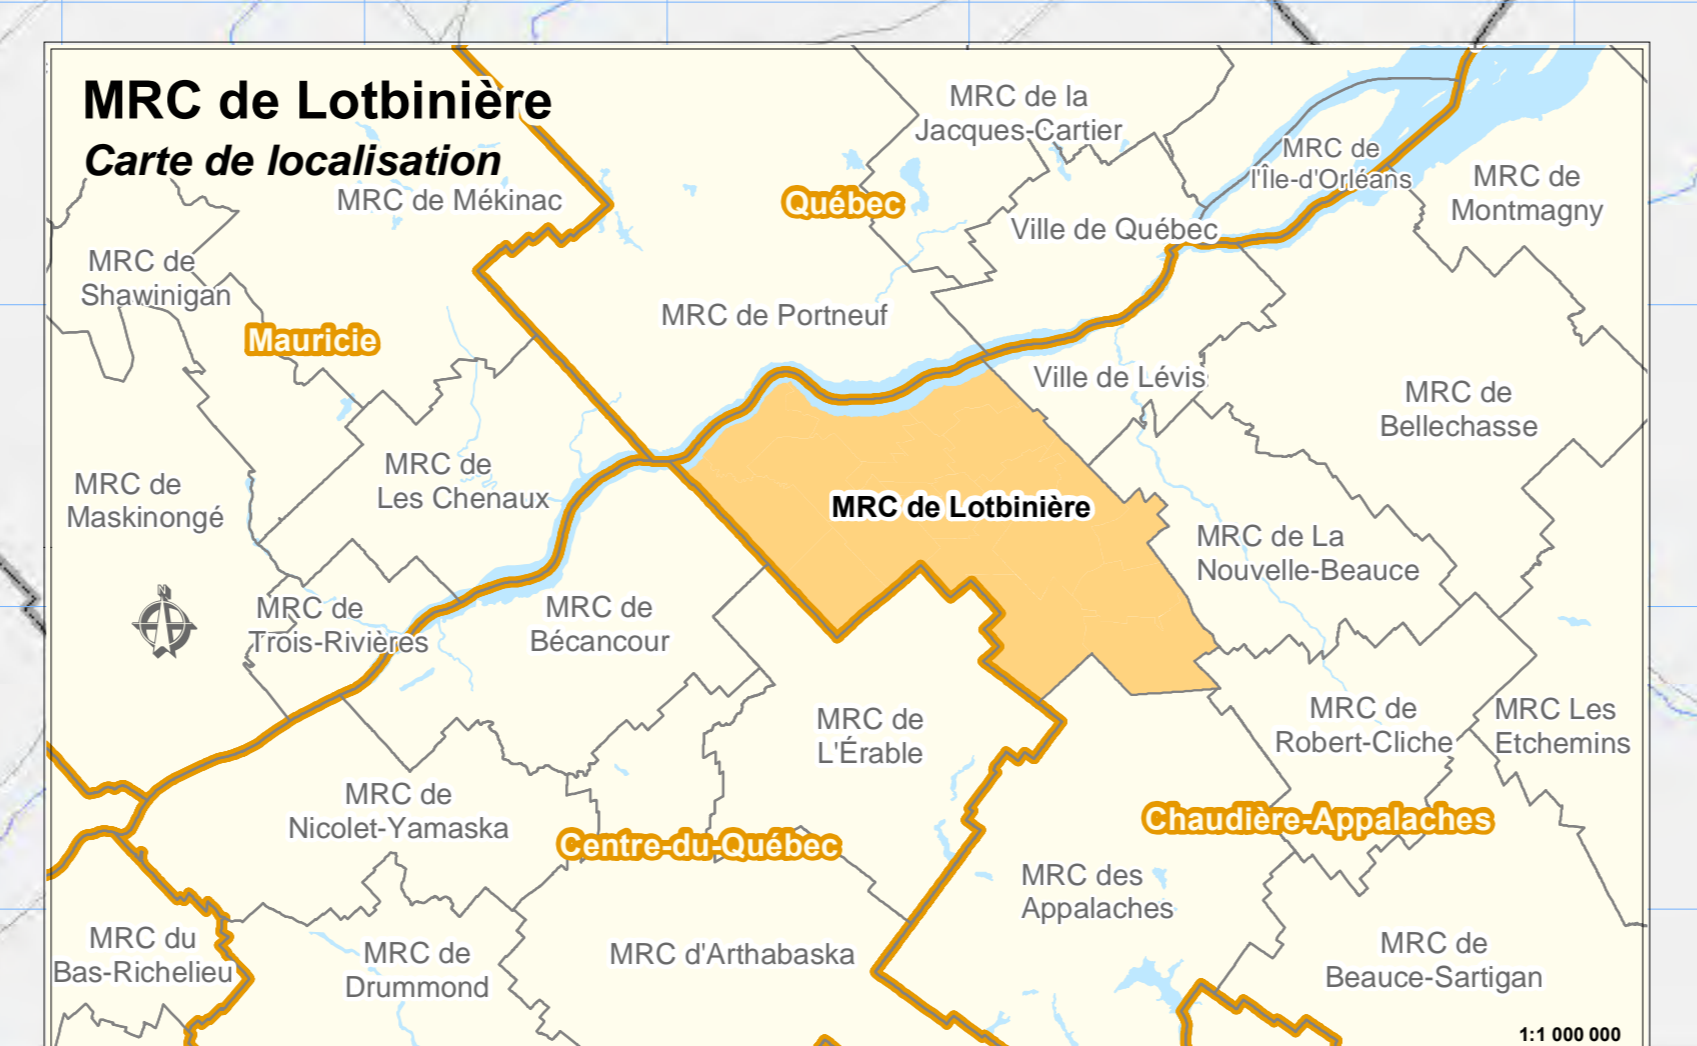 MRC de Lotbinière
Carte de localisation
MRC de la
Jacques-Cartier
MRC de
l'Île-d'Orléans
MRC de
Montmagny
MRC de Mékinac
Québec
Ville de Québec
MRC de
Shawinigan
Mauricie
MRC de Portneuf
Ville de Lévis
MRC de
Bellechasse
MRC de
Les Chenaux
MRC de
Maskinongé
MRC de Lotbinière
MRC de La
Nouvelle-Beauce
N
MRC de
Trois-Rivières
MRC de
Bécancour
MRC de
L'Érable
MRC de
Robert-Cliche
MRC Les
Etchemins
MRC de
Nicolet-Yamaska
Centre-du-Québec
Chaudière-Appalaches
MRC des
Appalaches
MRC du
Bas-Richelieu
MRC de
Drummond
MRC d'Arthabaska
MRC de
Beauce-Sartigan
1:1 000 000